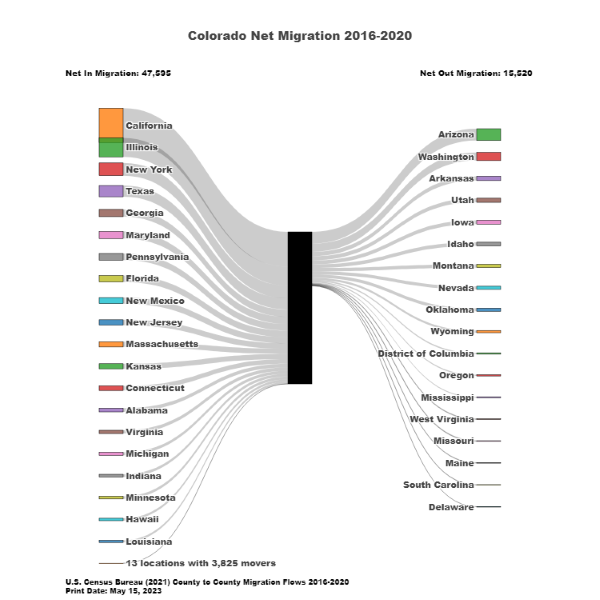 Colorado Net Migration 2016-2020
Net In Migration: 47,595
Net Out Migration: 15,520
California
Illinois
New York
Texas
Georgia
Maryland
Pennsylvania
Florida
New Mexico
New Jersey
Massachusetts
Kansas
Connecticut
Alabama
Virginia
Michigan
Indiana
Minnesota
Hawaii
Louisiana
13 locations with 3,825 movers
Arizona
Washington
Arkansas
Utah
Iowa
Idaho
Montana
Nevada
Oklahoma
Wyoming
District of Columbia
Oregon
Mississippi
West Virginia
Missouri
Maine
South Carolina
Delaware
U.S. Census Bureau (2021) County to County Migration Flows 2016-2020
Print Date: May 15, 2023